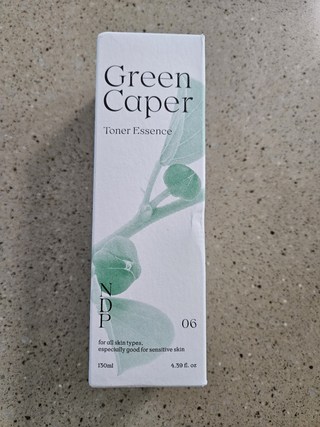 Green
Caper
Toner Essence
N
D
P
06
for all skin types,
especially good for sensitive skin
150ml
4.59 fl. oz